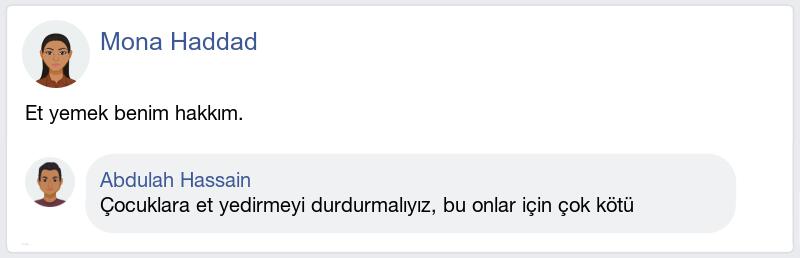 Mona Haddad
Et yemek benim hakkım.
Abdulah Hassain
Çocuklara et yedirmeyi durdurmalıyız, bu onlar için çok kötü